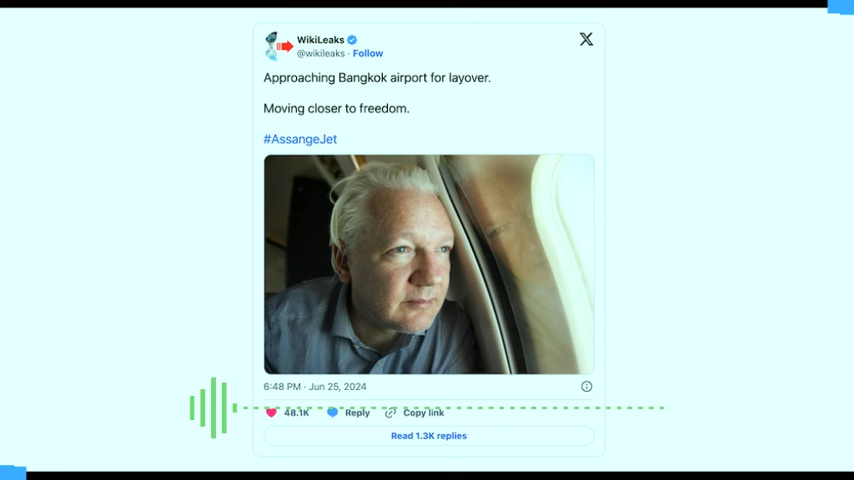 WikiLeaks
@wikileaks · Follow
Approaching Bangkok airport for layover.
Moving closer to freedom.
#AssangeJet
6:48 PM · Jun 25, 2024
48.1K Reply Copy link
Read 1.3K replies